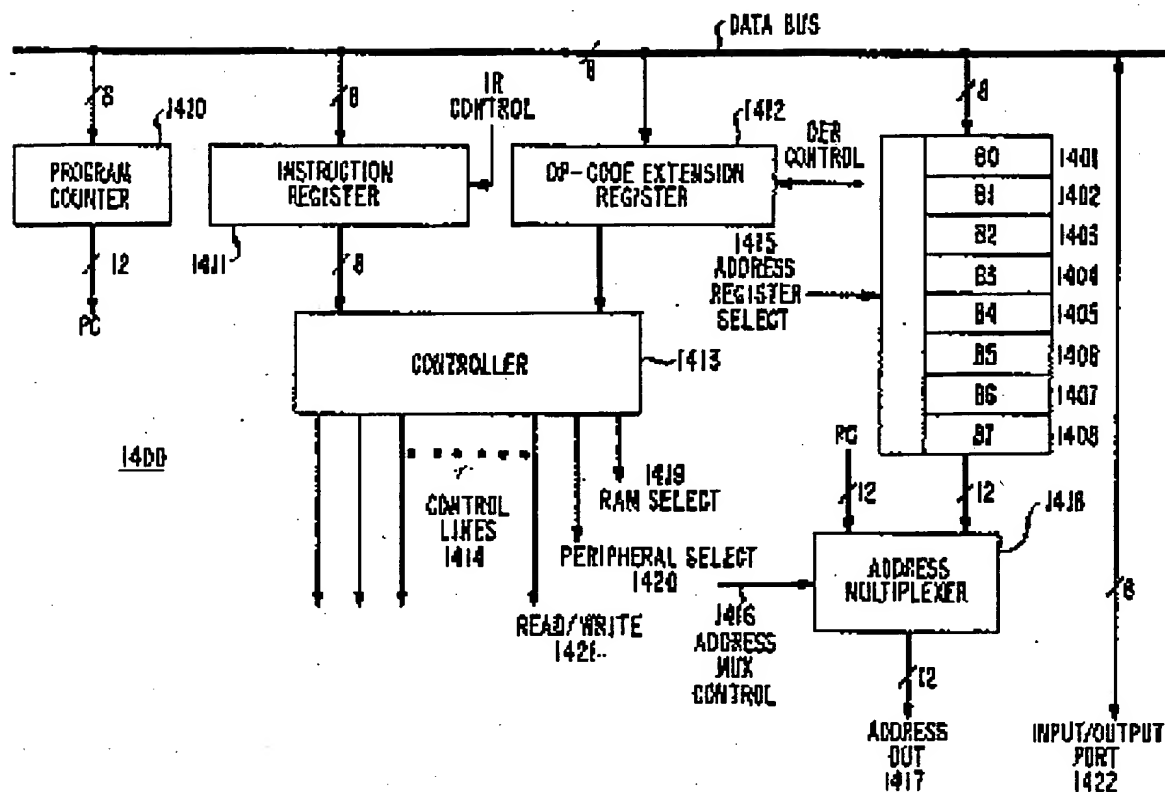 DATA BUS
8
8
8
8
IR
CONTROL
1410
1412
OER
CONTROL
PROGRAM
COUNTER
INSTRUCTION
REGISTER
OP-CODE EXTENSION
REGISTER
B0 1401
B1 1402
B2 1403
B3 1404
B4 1405
B5 1406
B6 1407
B7 1408
12
PC
1411
8
1415
ADDRESS
REGISTER
SELECT
CONTROLLER
1413
1400
CONTROL
LINES
1414
1419
RAM SELECT
PERIPHERAL SELECT
1420
READ/WRITE
1421
PC
12
12
1418
ADDRESS
MULTIPLEXER
1416
ADDRESS
MUX
CONTROL
12
ADDRESS
OUT
1417
8
INPUT/OUTPUT
PORT
1422